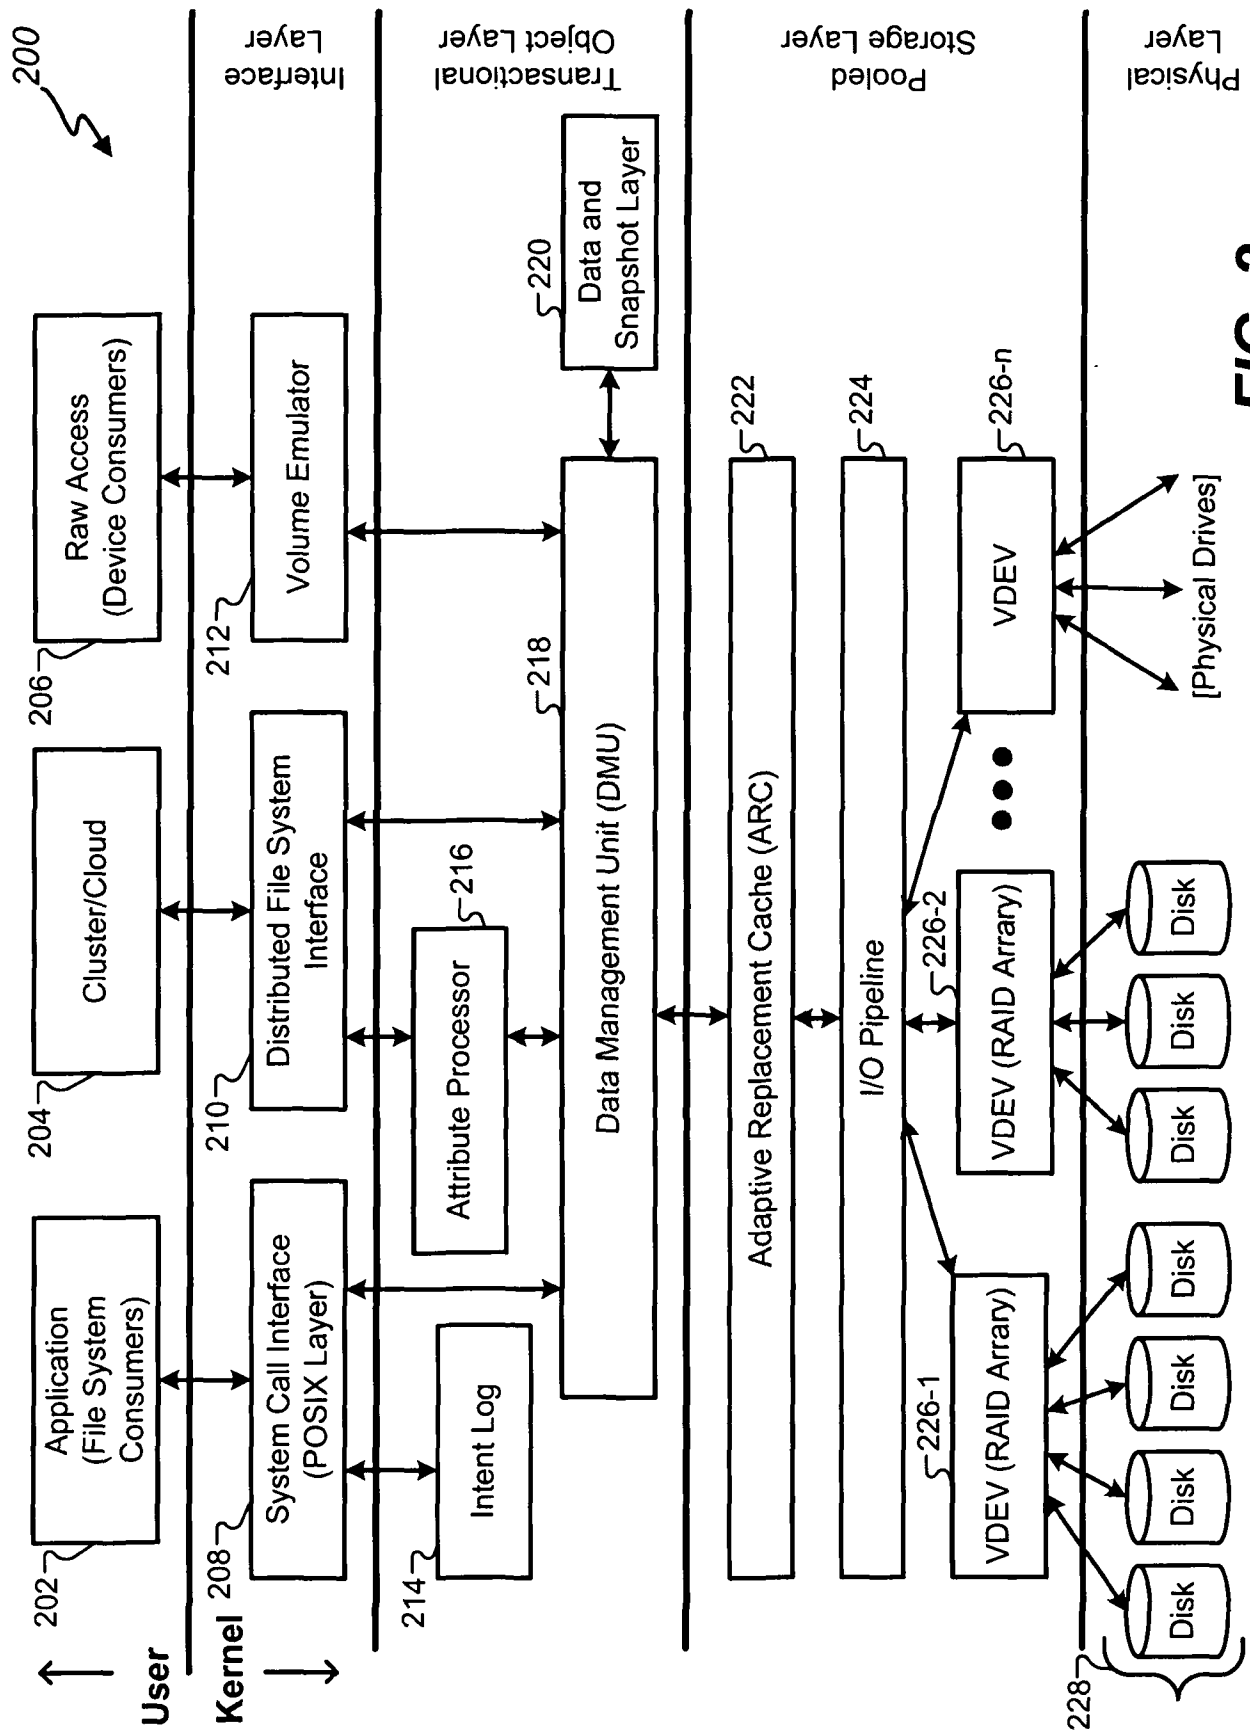 200
User
Kernel
202
Application
(File System
Consumers)
204
Cluster/Cloud
206
Raw Access
(Device Consumers)
208
System Call Interface
(POSIX Layer)
210
Distributed File System
Interface
212
Volume Emulator
Interface
Layer
214
Intent Log
Attribute Processor
216
218
Data Management Unit (DMU)
220
Data and
Snapshot Layer
Transactional
Object Layer
Adaptive Replacement Cache (ARC)
222
I/O Pipeline
224
226-1
VDEV (RAID Arrary)
226-2
VDEV (RAID Arrary)
226-n
VDEV
Pooled
Storage Layer
228
Disk
Disk
Disk
Disk
Disk
Disk
Disk
[Physical Drives]
Physical
Layer
FIG. 2